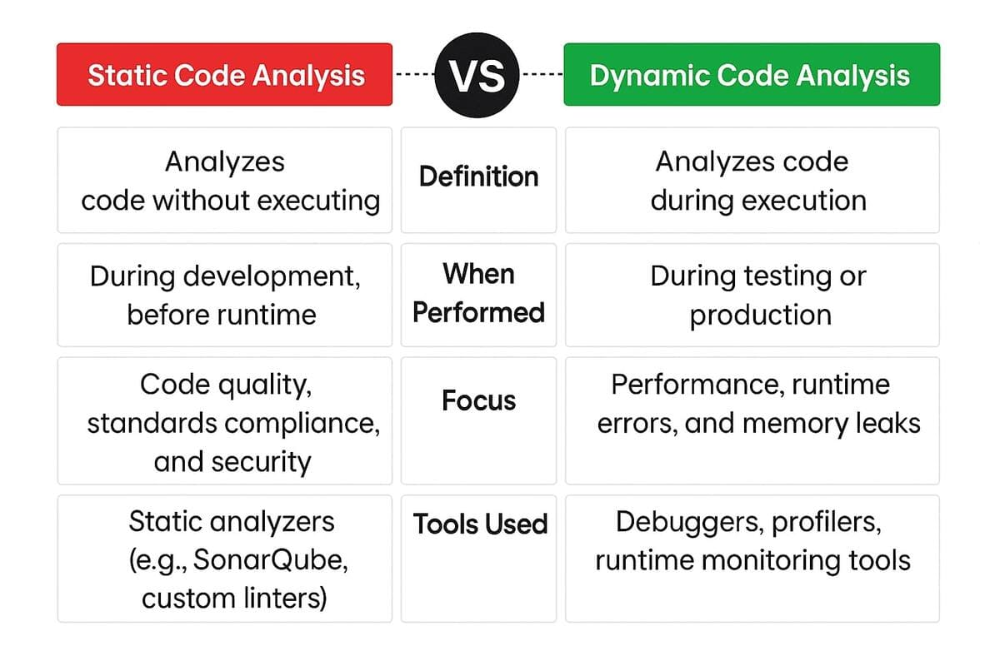 Static Code Analysis
VS
Dynamic Code Analysis
Analyzes
code without executing
Definition
Analyzes code
during execution
During development,
before runtime
When
Performed
During testing or
production
Code quality,
standards compliance,
and security
Focus
Performance, runtime
errors, and memory leaks
Static analyzers
(e.g., SonarQube,
custom linters)
Tools Used
Debuggers, profilers,
runtime monitoring tools